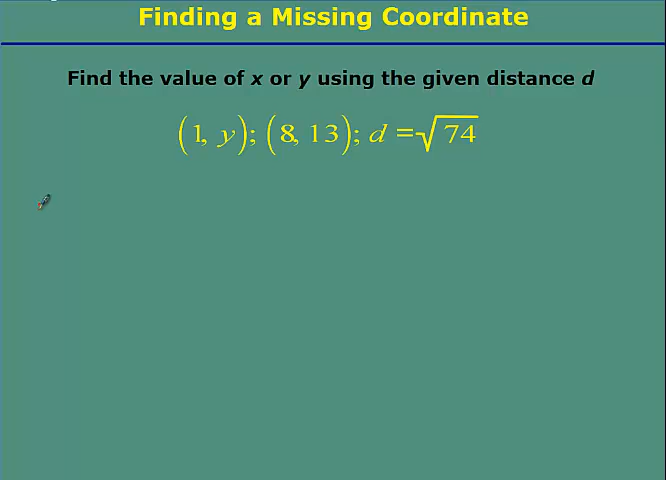 Finding a Missing Coordinate
Find the value of x or y using the given distance d
(1, y); (8, 13); d = √74